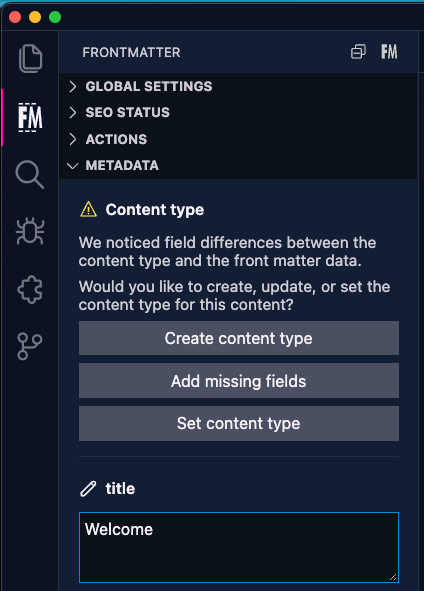 FRONTMATTER
FM
FM
GLOBAL SETTINGS
SEO STATUS
ACTIONS
METADATA
Content type
We noticed field differences between the
content type and the front matter data.
Would you like to create, update, or set the
content type for this content?
Create content type
Add missing fields
Set content type
title
Welcome